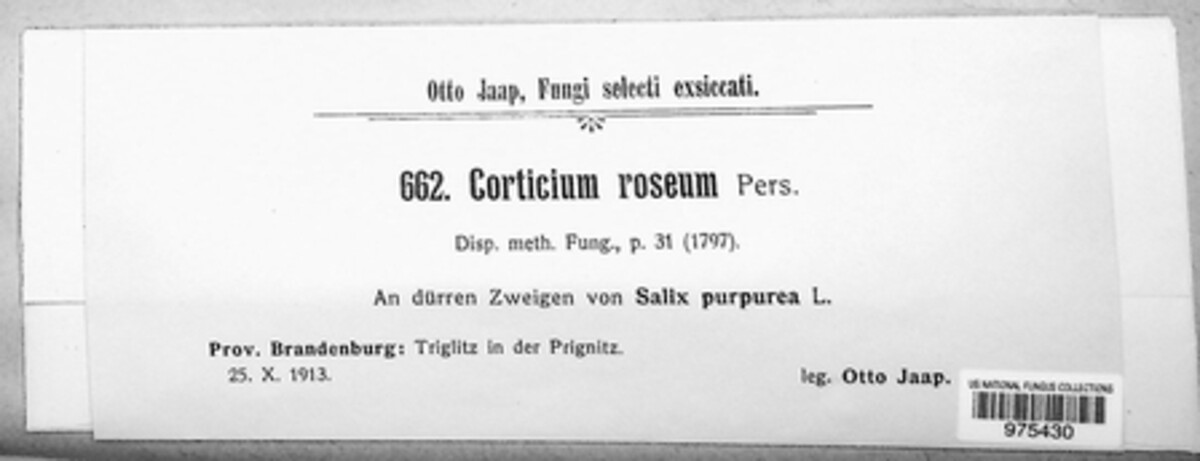 Otto Jaap, Fungi selecti exsiccati.
662. Corticium roseum Pers.
Disp. meth. Fung., p. 31 (1797).
An dürren Zweigen von Salix purpurea L.
Prov. Brandenburg: Triglitz in der Prignitz.
25. X. 1913.
leg. Otto Jaap.
US NATIONAL FUNGUS COLLECTIONS
975430